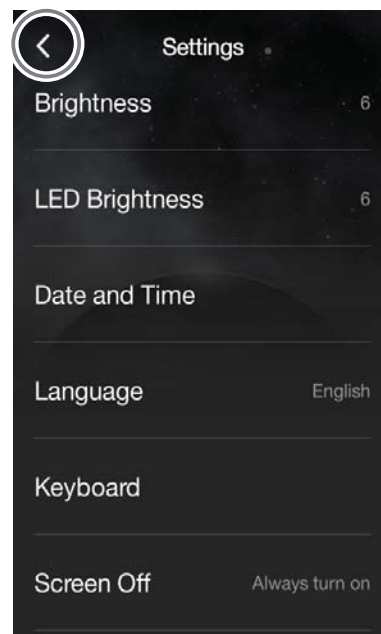 Settings
Brightness 6
LED Brightness 6
Date and Time
Language English
Keyboard
Screen Off Always turn on